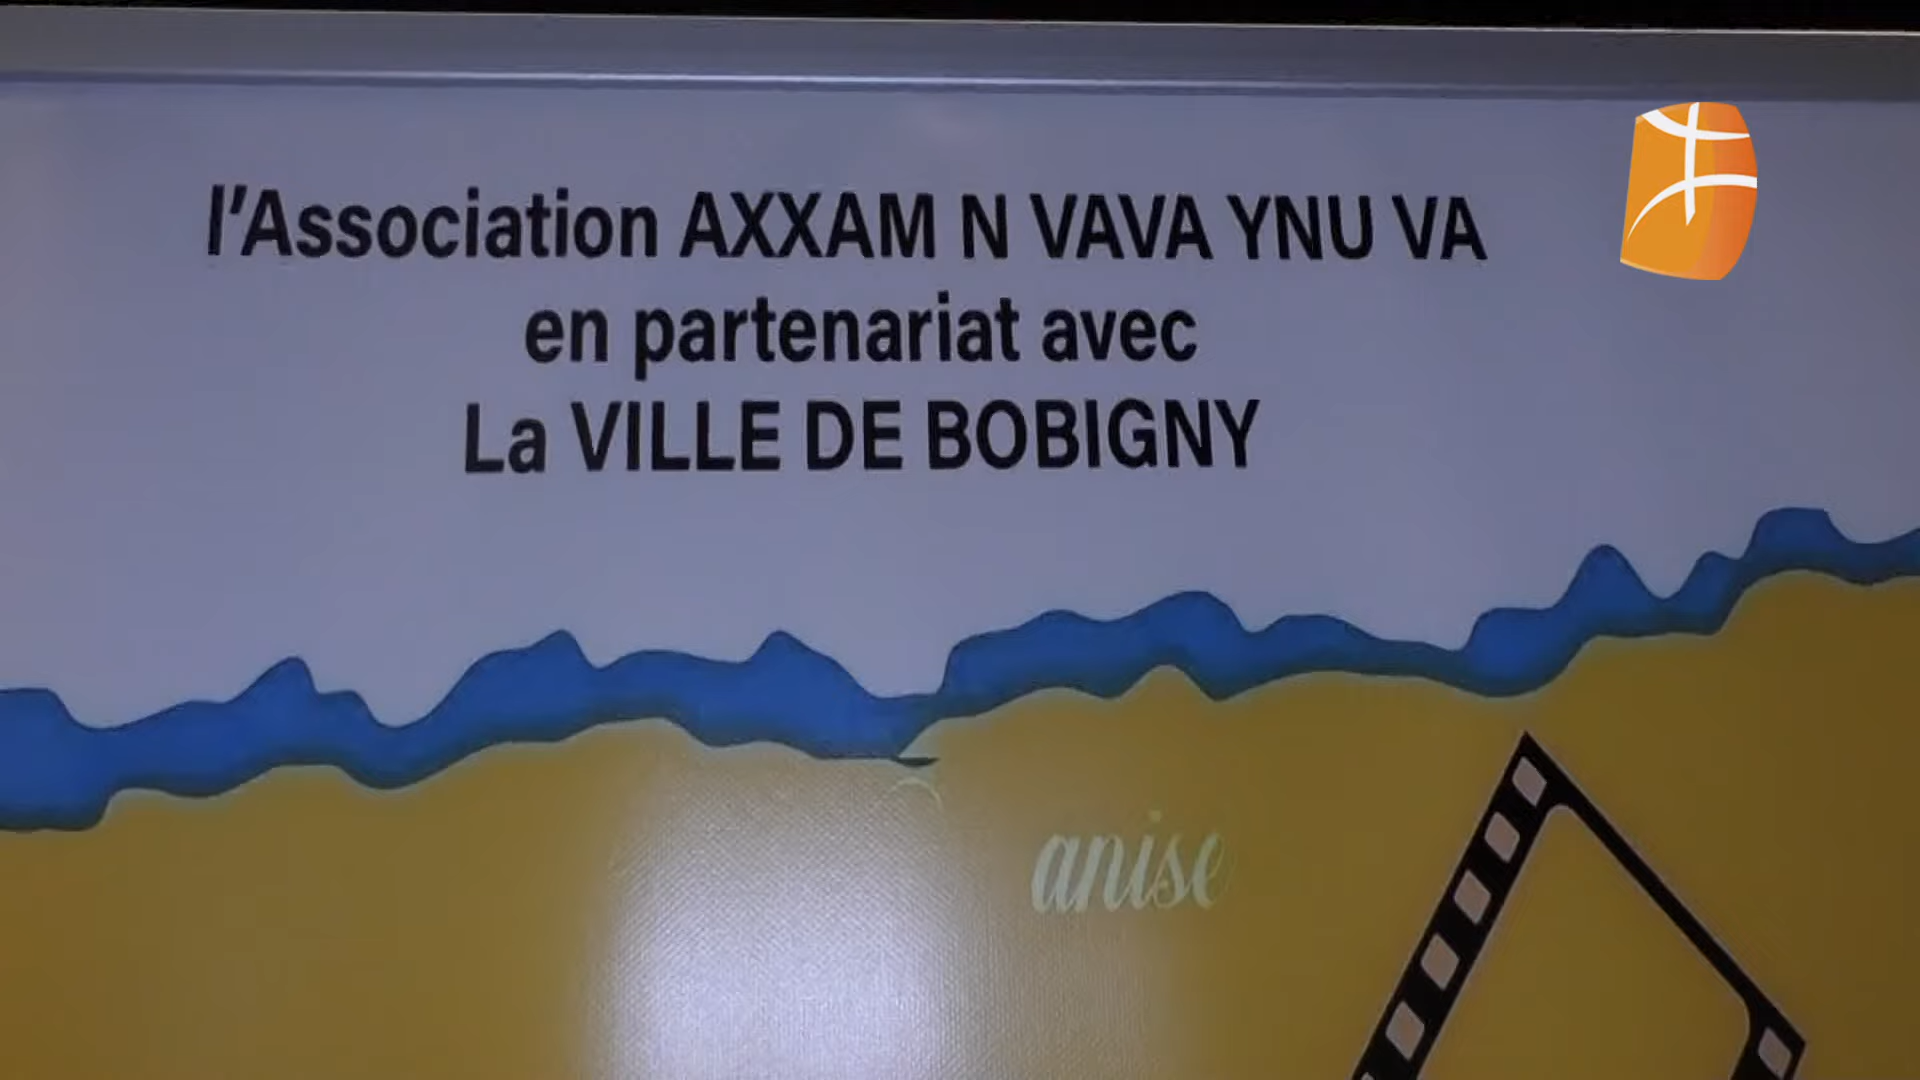 l'Association AXXAM N VAVA YNU VA
en partenariat avec
La VILLE DE BOBIGNY
anise